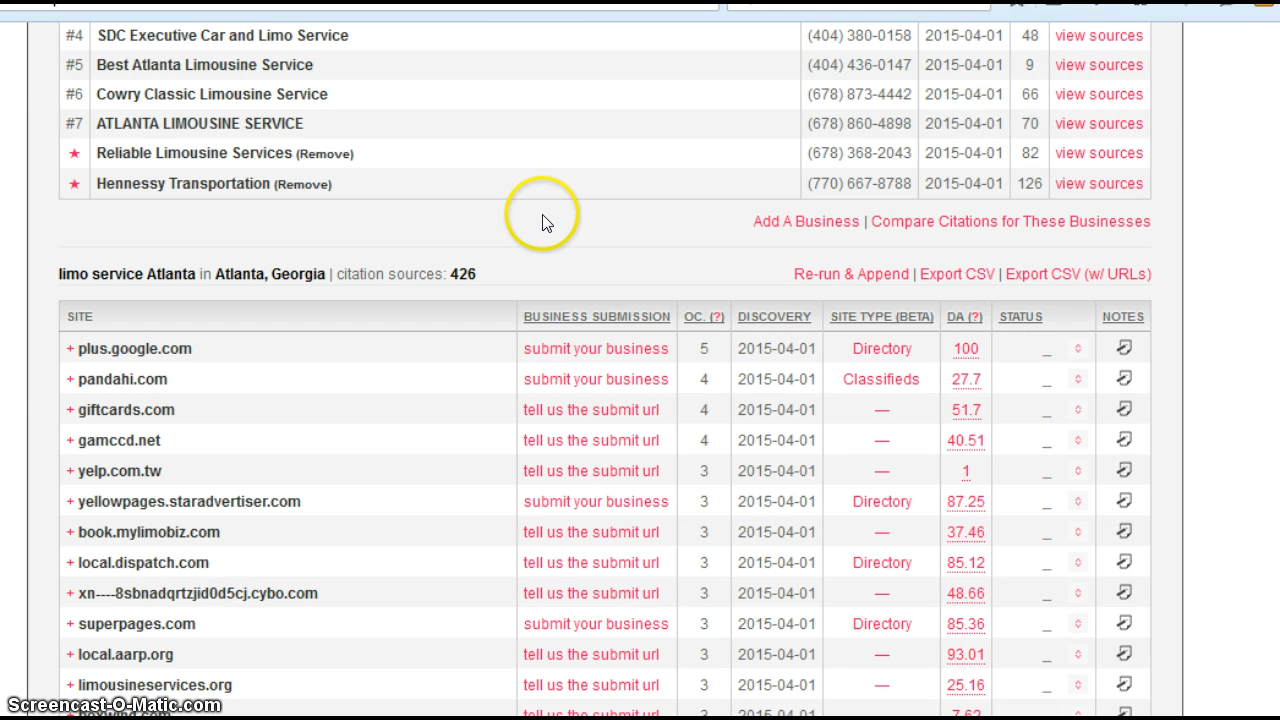 #4 SDC Executive Car and Limo Service (404) 380-0158 2015-04-01 48 view sources
#5 Best Atlanta Limousine Service (404) 436-0147 2015-04-01 9 view sources
#6 Cowry Classic Limousine Service (678) 873-4442 2015-04-01 66 view sources
#7 ATLANTA LIMOUSINE SERVICE (678) 860-4898 2015-04-01 70 view sources
★ Reliable Limousine Services (Remove) (678) 368-2043 2015-04-01 82 view sources
★ Hennessy Transportation (Remove) (770) 667-8788 2015-04-01 126 view sources
Add A Business | Compare Citations for These Businesses
limo service Atlanta in Atlanta, Georgia | citation sources: 426 Re-run & Append | Export CSV | Export CSV (w/ URLs)
SITE BUSINESS SUBMISSION OC. (?) DISCOVERY SITE TYPE (BETA) DA (?) STATUS NOTES
+ plus.google.com submit your business 5 2015-04-01 Directory 100 _
+ pandahi.com submit your business 4 2015-04-01 Classifieds 27.7 _
+ giftcards.com tell us the submit url 4 2015-04-01 — 51.7 _
+ gamccd.net tell us the submit url 4 2015-04-01 — 40.51 _
+ yelp.com.tw tell us the submit url 3 2015-04-01 — 1 _
+ yellowpages.staradvertiser.com submit your business 3 2015-04-01 Directory 87.25 _
+ book.mylimobiz.com tell us the submit url 3 2015-04-01 — 37.46 _
+ local.dispatch.com tell us the submit url 3 2015-04-01 Directory 85.12 _
+ xn----8sbnadqrtzjid0d5cj.cybo.com tell us the submit url 3 2015-04-01 — 48.66 _
+ superpages.com submit your business 3 2015-04-01 Directory 85.36 _
+ local.aarp.org tell us the submit url 3 2015-04-01 — 93.01 _
+ limousineservices.org tell us the submit url 3 2015-04-01 — 25.16 _
tell us the submit url 3 2015-04-01 — 7.62
Screencast-O-Matic.com